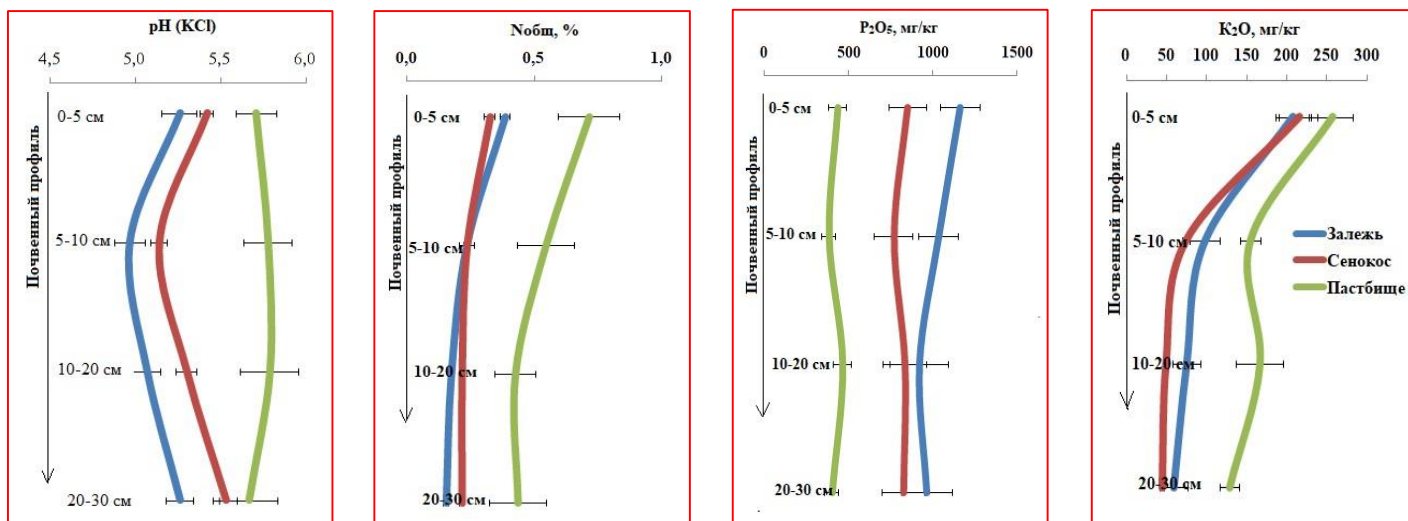 pH (KCl)
4,5 5,0 5,5 6,0
Почвенный профиль
0-5 см
5-10 см
10-20 см
20-30 см
Nобщ, %
0,0 0,5 1,0
Почвенный профиль
0-5 см
5-10 см
10-20 см
20-30 см
P₂O₅, мг/кг
0 500 1000 1500
Почвенный профиль
0-5 см
5-10 см
10-20 см
20-30 см
K₂O, мг/кг
0 50 100 150 200 250 300
Почвенный профиль
0-5 см
5-10 см
10-20 см
20-30 см
Залежь
Сенокос
Пастбище